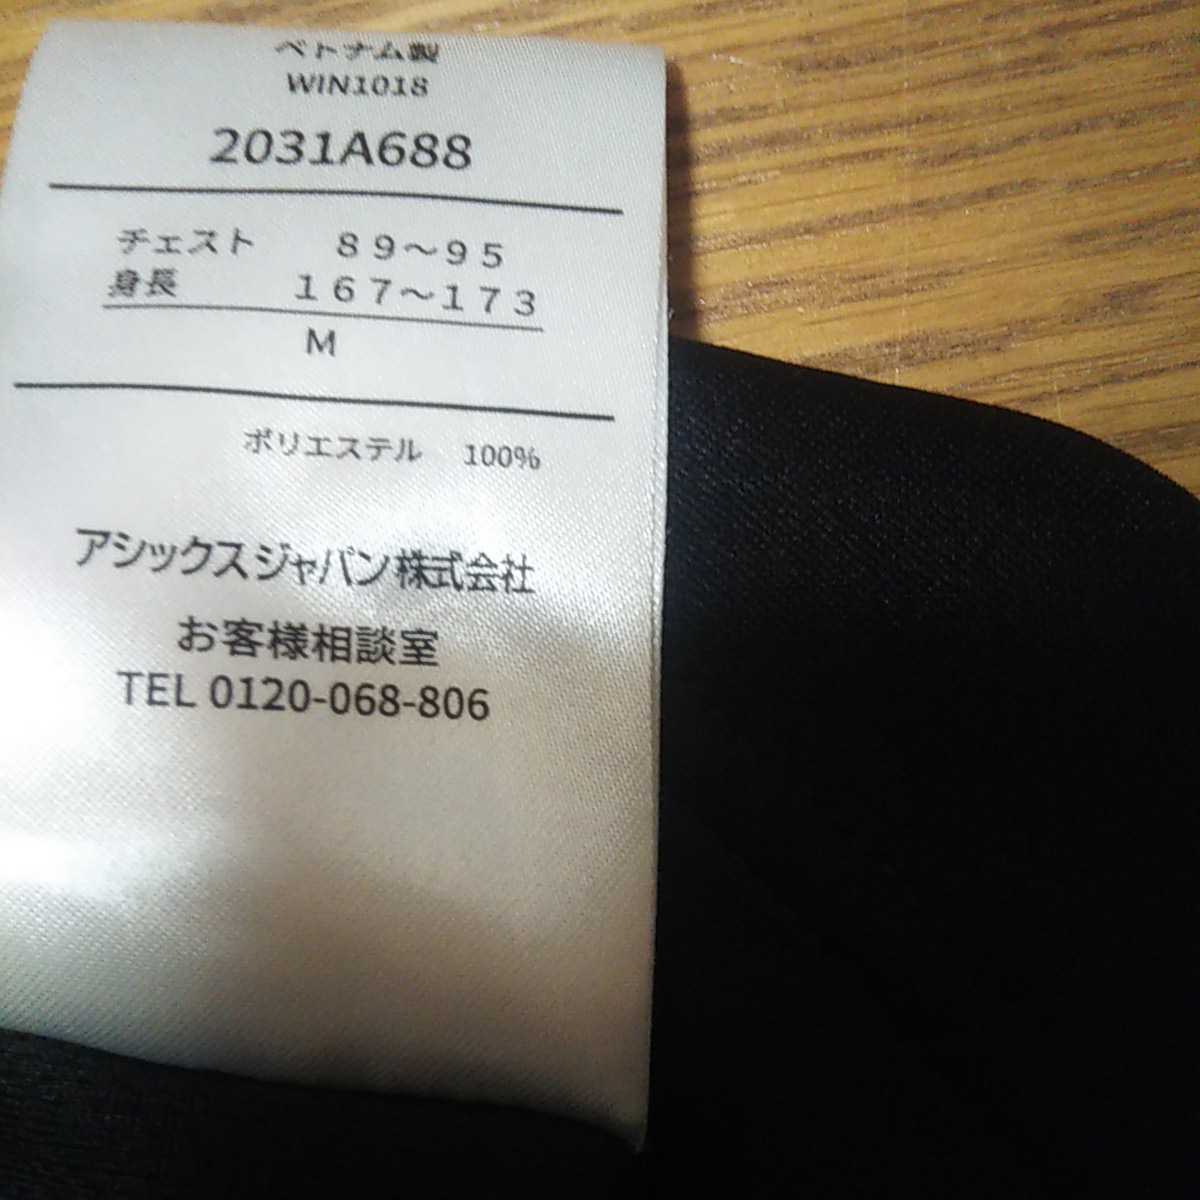 ベトナム製
WIN1018
2031A688
チェスト　８９〜９５
身長　１６７〜１７３
M
ポリエステル　100%
アシックスジャパン株式会社
お客様相談室
TEL 0120-068-806